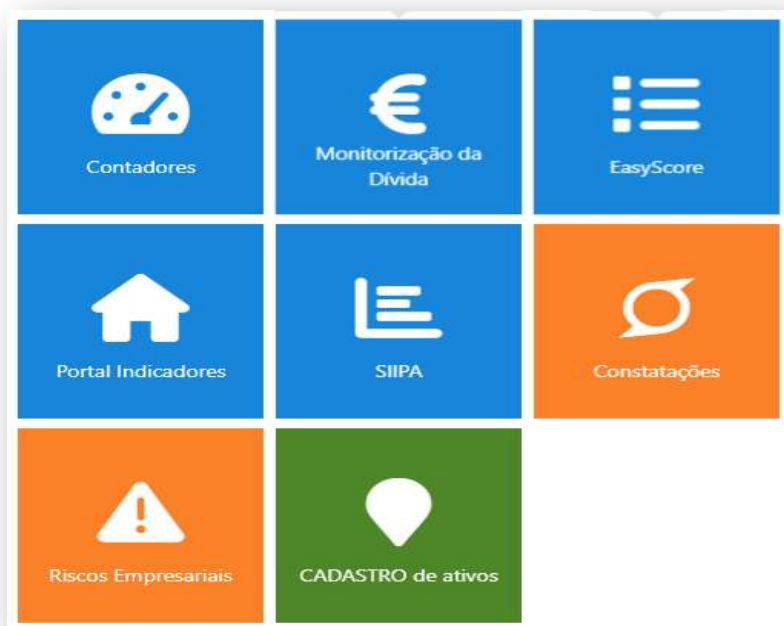 Contadores
Monitorização da
Dívida
EasyScore
Portal Indicadores
SIIPA
Constatações
Riscos Empresariais
CADASTRO de ativos